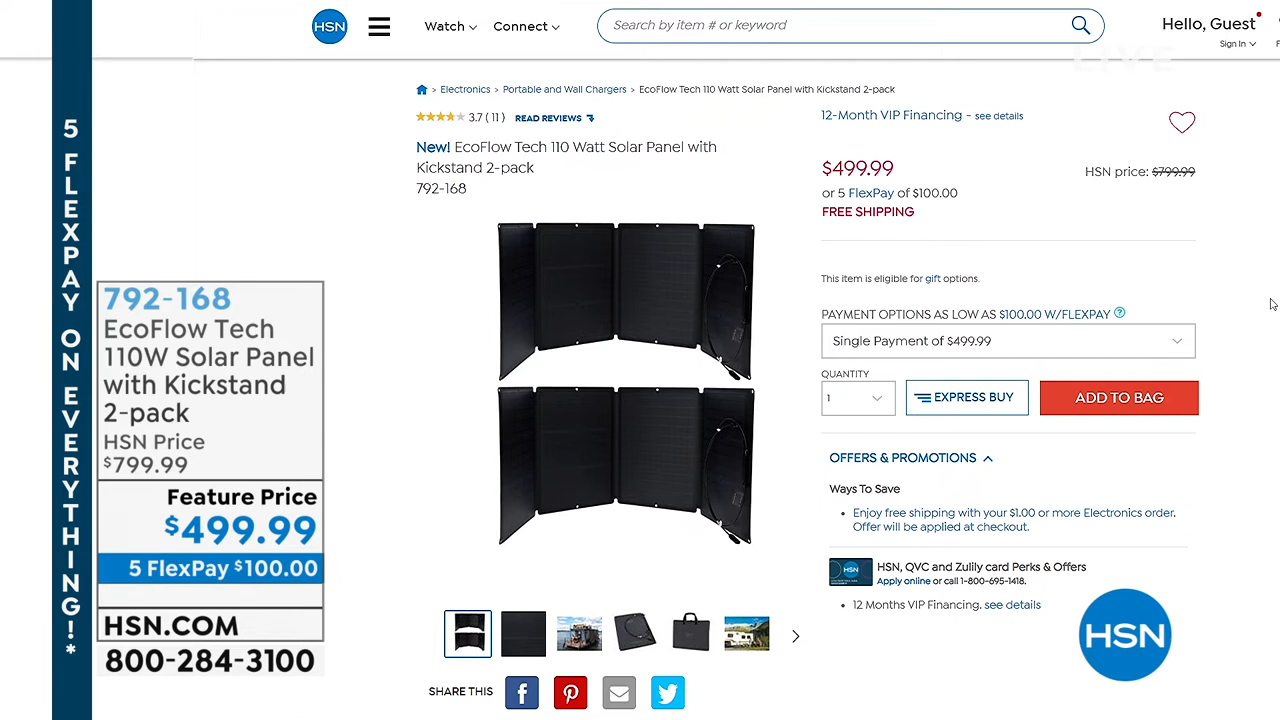 HSN
Watch
Connect
Search by item # or keyword
Hello, Guest
Sign In
F
LIVE
5 FLEXPAY ON EVERYTHING!*
Electronics > Portable and Wall Chargers > EcoFlow Tech 110 Watt Solar Panel with Kickstand 2-pack
3.7 ( 11 ) READ REVIEWS
New! EcoFlow Tech 110 Watt Solar Panel with
Kickstand 2-pack
792-168
12-Month VIP Financing - see details
$499.99
HSN price: $799.99
or 5 FlexPay of $100.00
FREE SHIPPING
This item is eligible for gift options.
PAYMENT OPTIONS AS LOW AS $100.00 W/FLEXPAY ?
Single Payment of $499.99
QUANTITY
1
EXPRESS BUY
ADD TO BAG
OFFERS & PROMOTIONS
Ways To Save
• Enjoy free shipping with your $1.00 or more Electronics order.
Offer will be applied at checkout.
HSN
HSN, QVC and Zulily card Perks & Offers
Apply online or call 1-800-695-1418.
• 12 Months VIP Financing. see details
792-168
EcoFlow Tech
110W Solar Panel
with Kickstand
2-pack
HSN Price
$799.99
Feature Price
$499.99
5 FlexPay $100.00
HSN.COM
800-284-3100
SHARE THIS
HSN